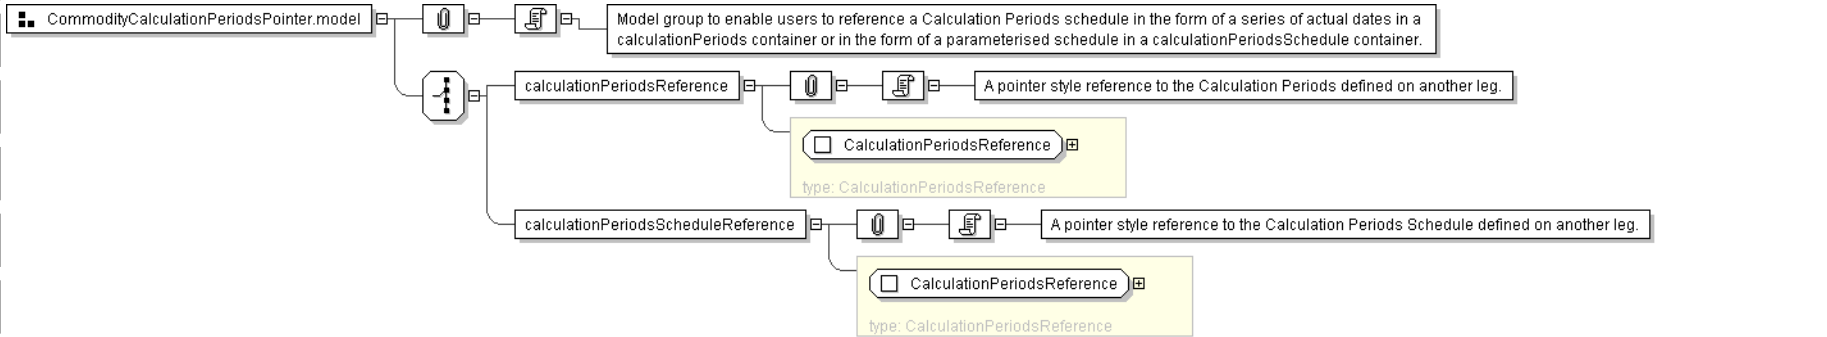 CommodityCalculationPeriodsPointer.model
Model group to enable users to reference a Calculation Periods schedule in the form of a series of actual dates in a
calculationPeriods container or in the form of a parameterised schedule in a calculationPeriodsSchedule container.
calculationPeriodsReference
A pointer style reference to the Calculation Periods defined on another leg.
CalculationPeriodsReference
type: CalculationPeriodsReference
calculationPeriodsScheduleReference
A pointer style reference to the Calculation Periods Schedule defined on another leg.
CalculationPeriodsReference
type: CalculationPeriodsReference